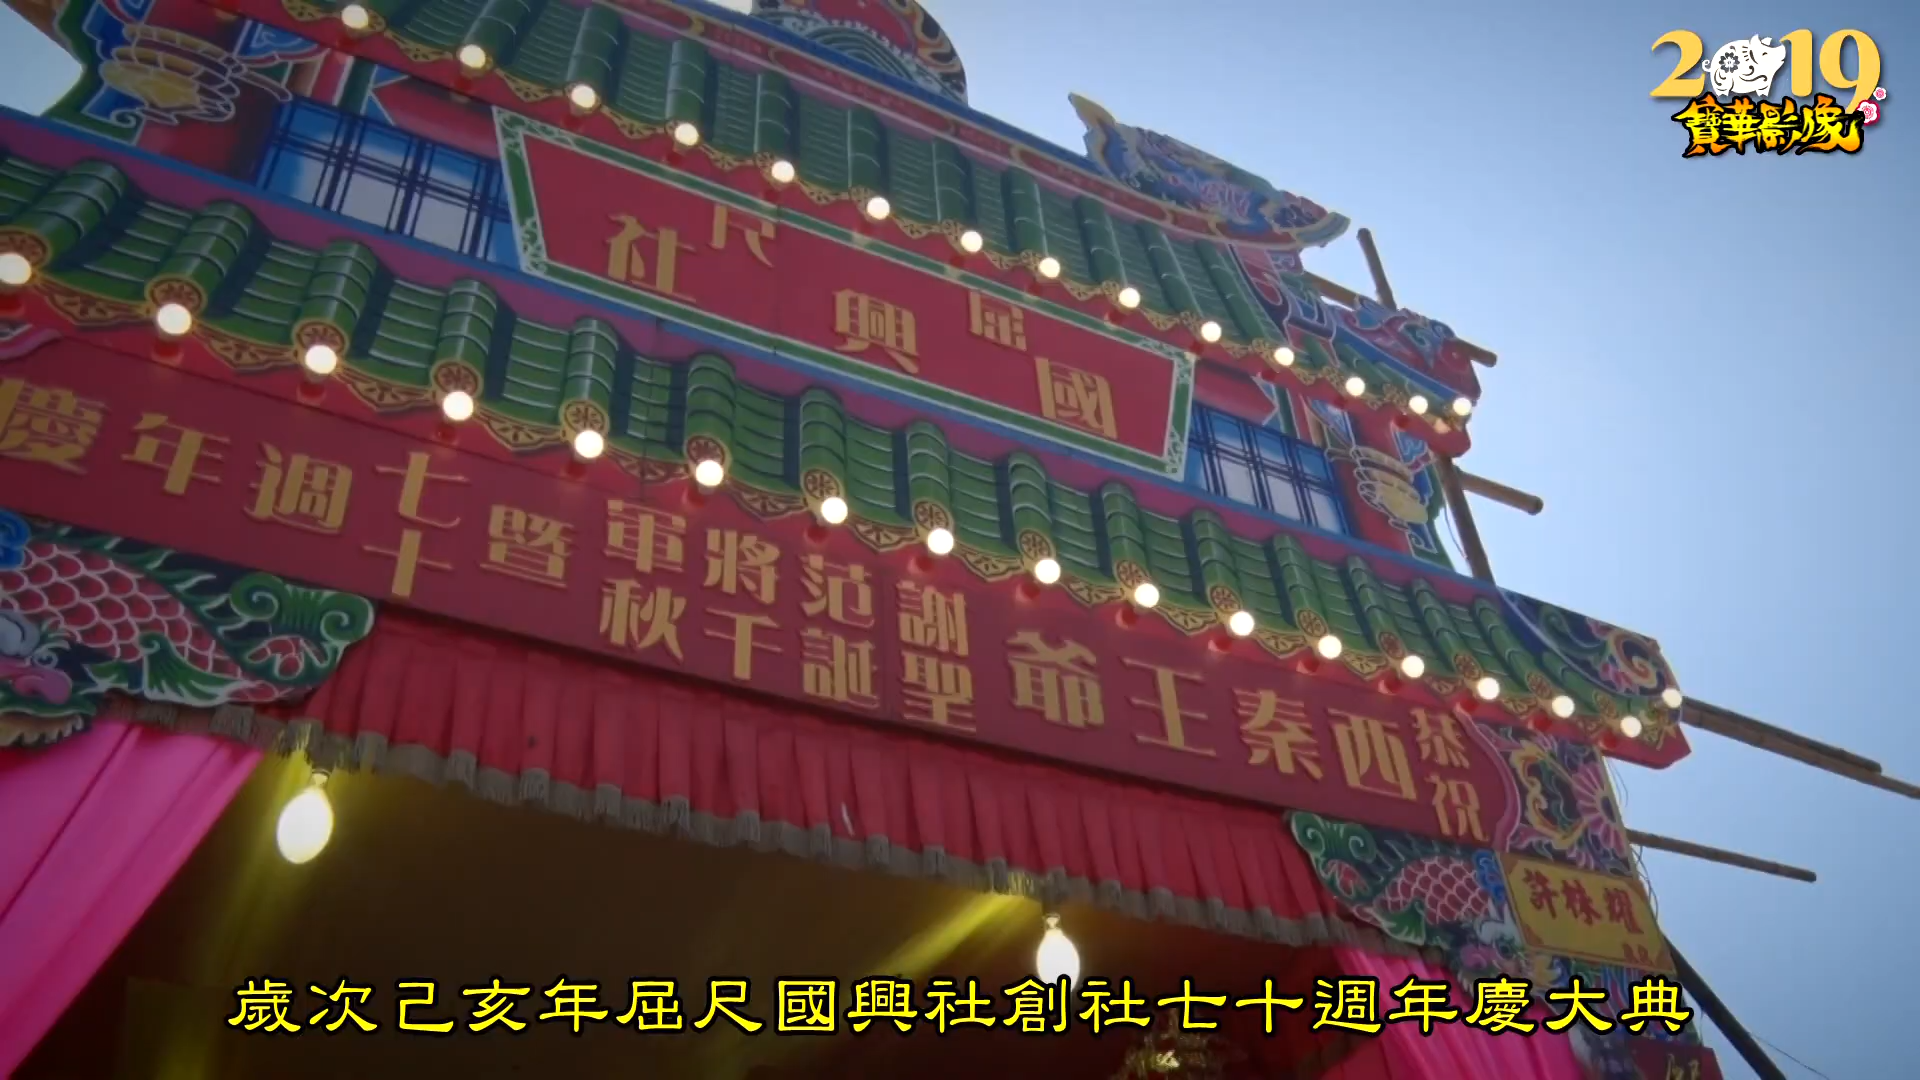 2019
寶華影像
屈尺
國興社
恭祝西秦王爺謝范將軍聖誕千秋暨七十週年慶
許株耀
歲次己亥年屈尺國興社創社七十週年慶大典